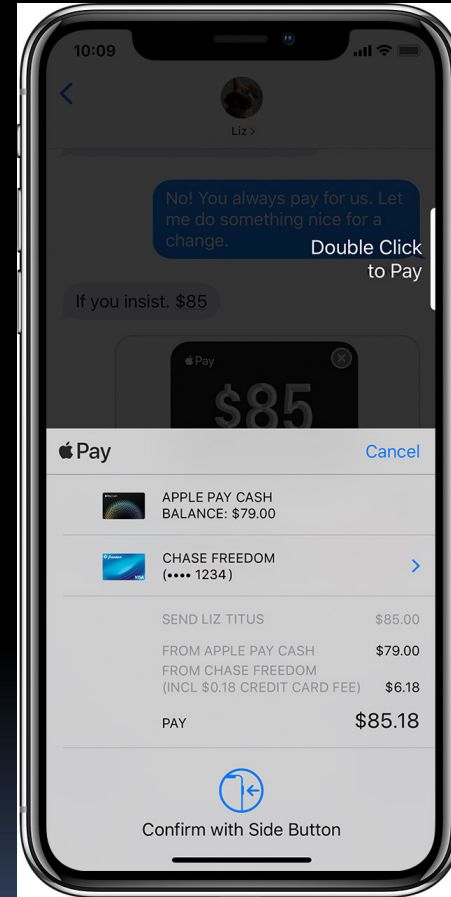 10:09
Liz >
No! You always pay for us. Let
me do something nice for a
change.
Double Click
to Pay
If you insist. $85
Pay
$85
Pay
Cancel
APPLE PAY CASH
BALANCE: $79.00
CHASE FREEDOM
(•••• 1234)
SEND LIZ TITUS $85.00
FROM APPLE PAY CASH $79.00
FROM CHASE FREEDOM
(INCL $0.18 CREDIT CARD FEE) $6.18
PAY $85.18
Confirm with Side Button